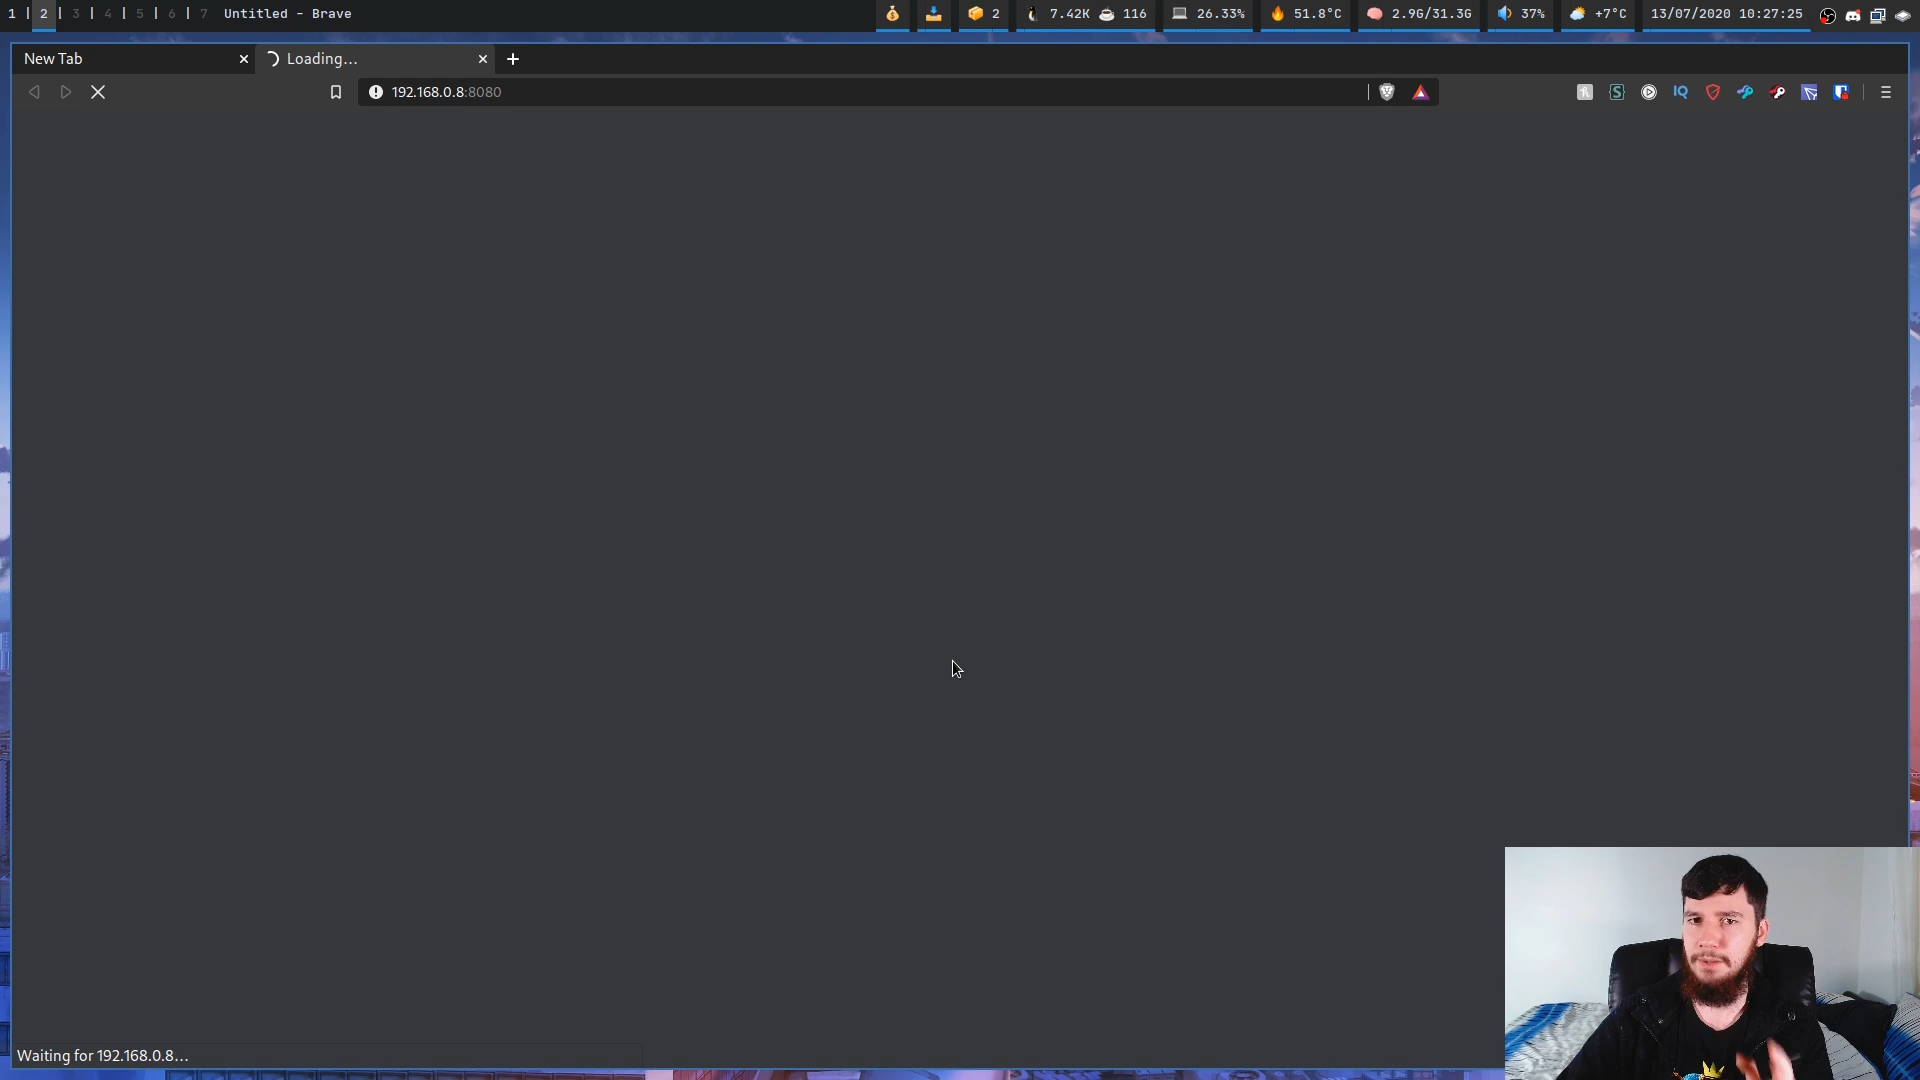 1 | 2 | 3 | 4 | 5 | 6 | 7 Untitled - Brave 2 7.42K 116 26.33% 51.8°C 2.9G/31.3G 37% +7°C 13/07/2020 10:27:25
New Tab Loading...
192.168.0.8:8080 IQ
Waiting for 192.168.0.8...